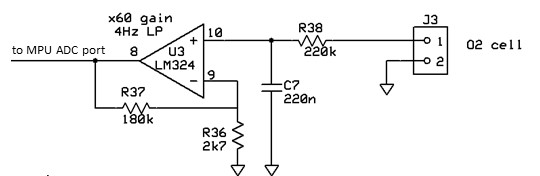 x60 gain
4Hz LP
to MPU ADC port
8
U3
LM324
+
10
-
9
R37
180k
R36
2k7
C7
220n
R38
220k
J3
1
2
O2 cell